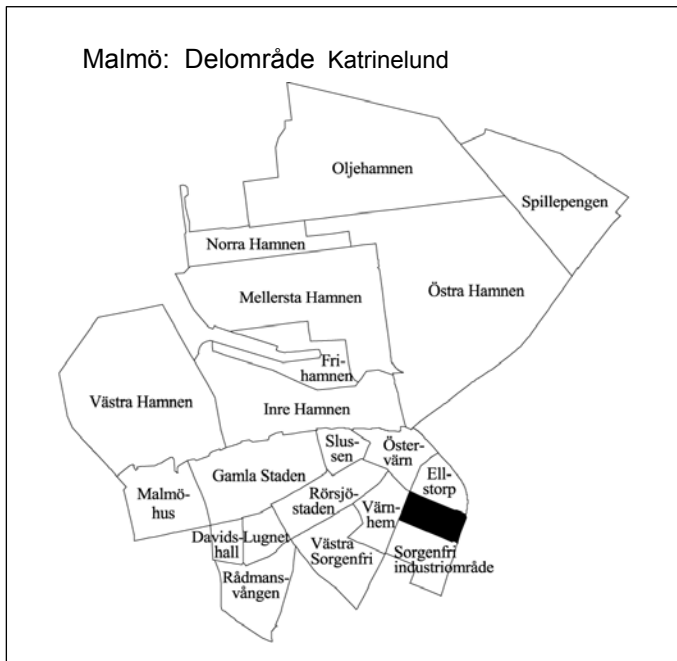 Malmö: Delområde Katrinelund
Oljehamnen
Spillepengen
Norra Hamnen
Mellersta Hamnen
Östra Hamnen
Fri-
hamnen
Västra Hamnen
Inre Hamnen
Slus-
sen
Öster-
värn
Gamla Staden
Ell-
storp
Malmö-
hus
Rörsjö-
staden
Värn-
hem
Davids-
hall
Lugnet
Västra
Sorgenfri
Sorgenfri
industriområde
Rådmans-
vången